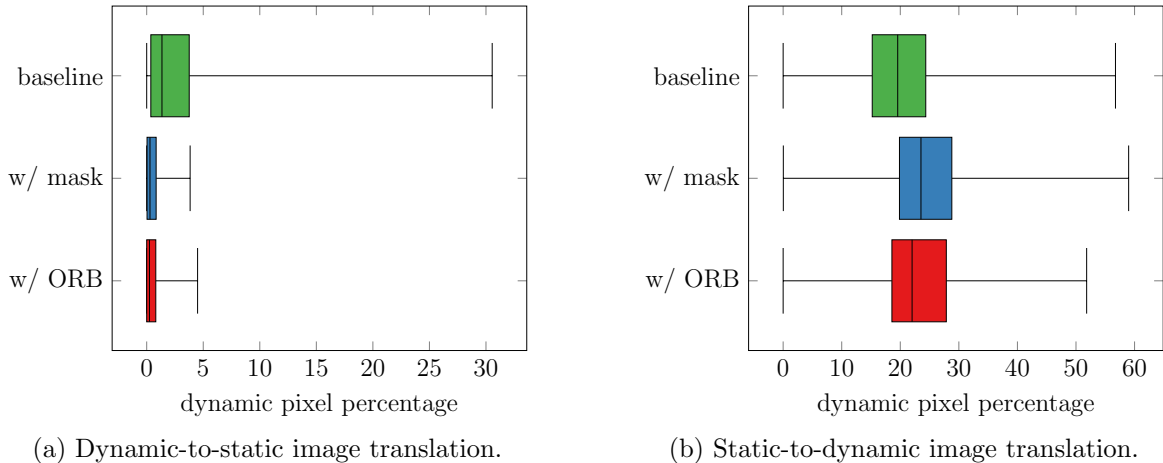 baseline
w/ mask
w/ ORB
0 5 10 15 20 25 30
dynamic pixel percentage
(a) Dynamic-to-static image translation.
baseline
w/ mask
w/ ORB
0 10 20 30 40 50 60
dynamic pixel percentage
(b) Static-to-dynamic image translation.